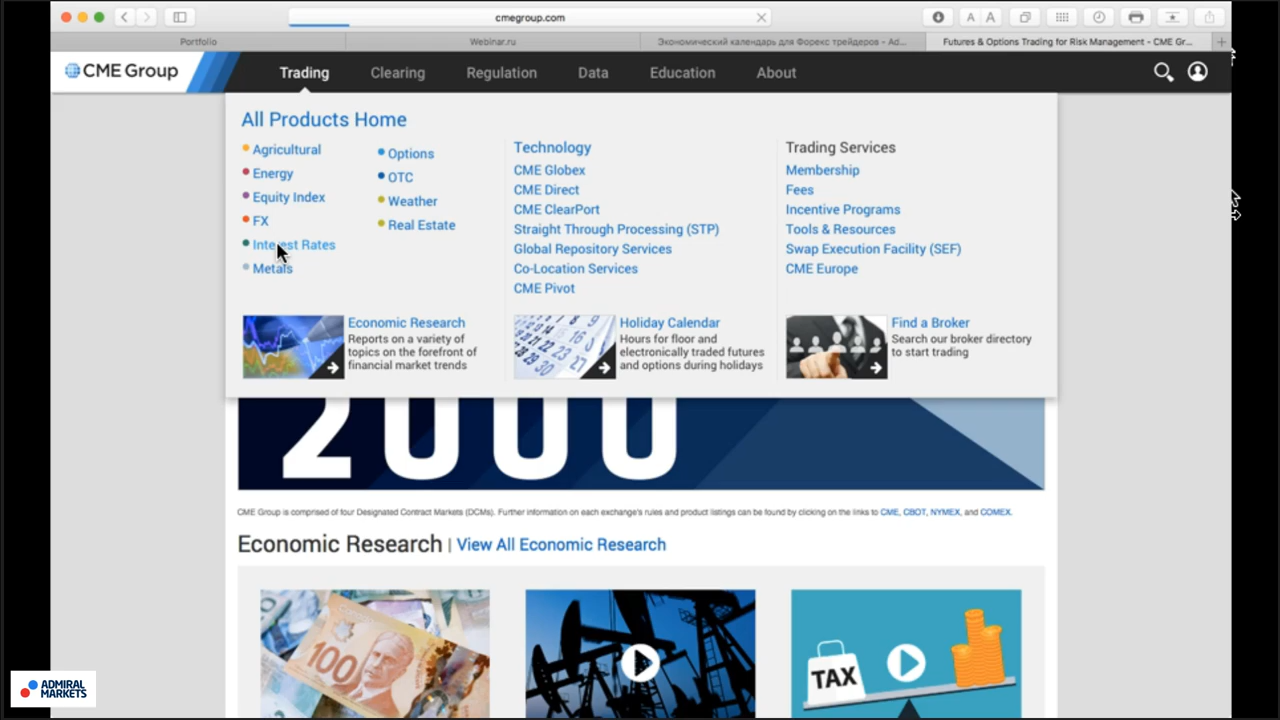 cmegroup.com
A A
Portfolio
Webinar.ru
Экономический календарь для Форекс трейдеров - Ad...
Futures & Options Trading for Risk Management - CME Gr...
CME Group
Trading
Clearing
Regulation
Data
Education
About
All Products Home
Agricultural
Energy
Equity Index
FX
Interest Rates
Metals
Options
OTC
Weather
Real Estate
Technology
CME Globex
CME Direct
CME ClearPort
Straight Through Processing (STP)
Global Repository Services
Co-Location Services
CME Pivot
Trading Services
Membership
Fees
Incentive Programs
Tools & Resources
Swap Execution Facility (SEF)
CME Europe
Economic Research
Reports on a variety of
topics on the forefront of
financial market trends
Holiday Calendar
Hours for floor and
electronically traded futures
and options during holidays
Find a Broker
Search our broker directory
to start trading
2000
CME Group is comprised of four Designated Contract Markets (DCMs). Further information on each exchange's rules and product listings can be found by clicking on the links to CME, CBOT, NYMEX, and COMEX.
Economic Research | View All Economic Research
100
TAX
ADMIRAL
MARKETS